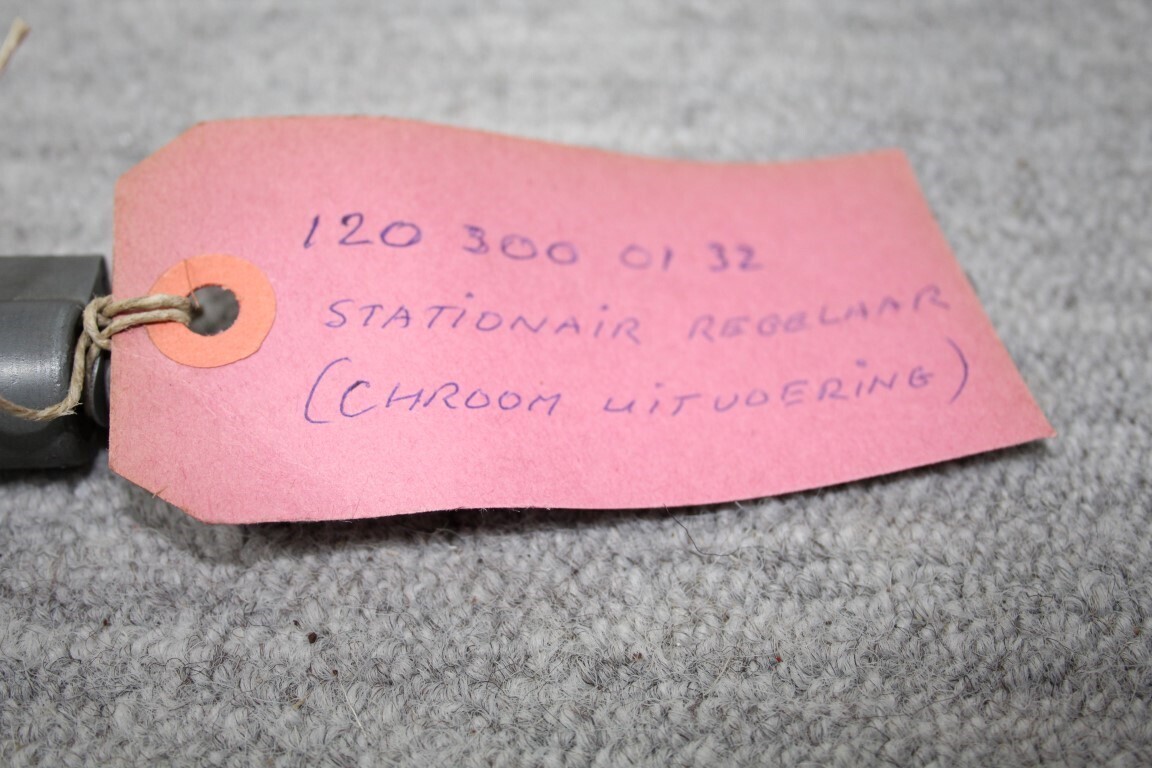 120 300 01 32
STATIONAIR REGELAAR
(CHROOM UITVOERING)